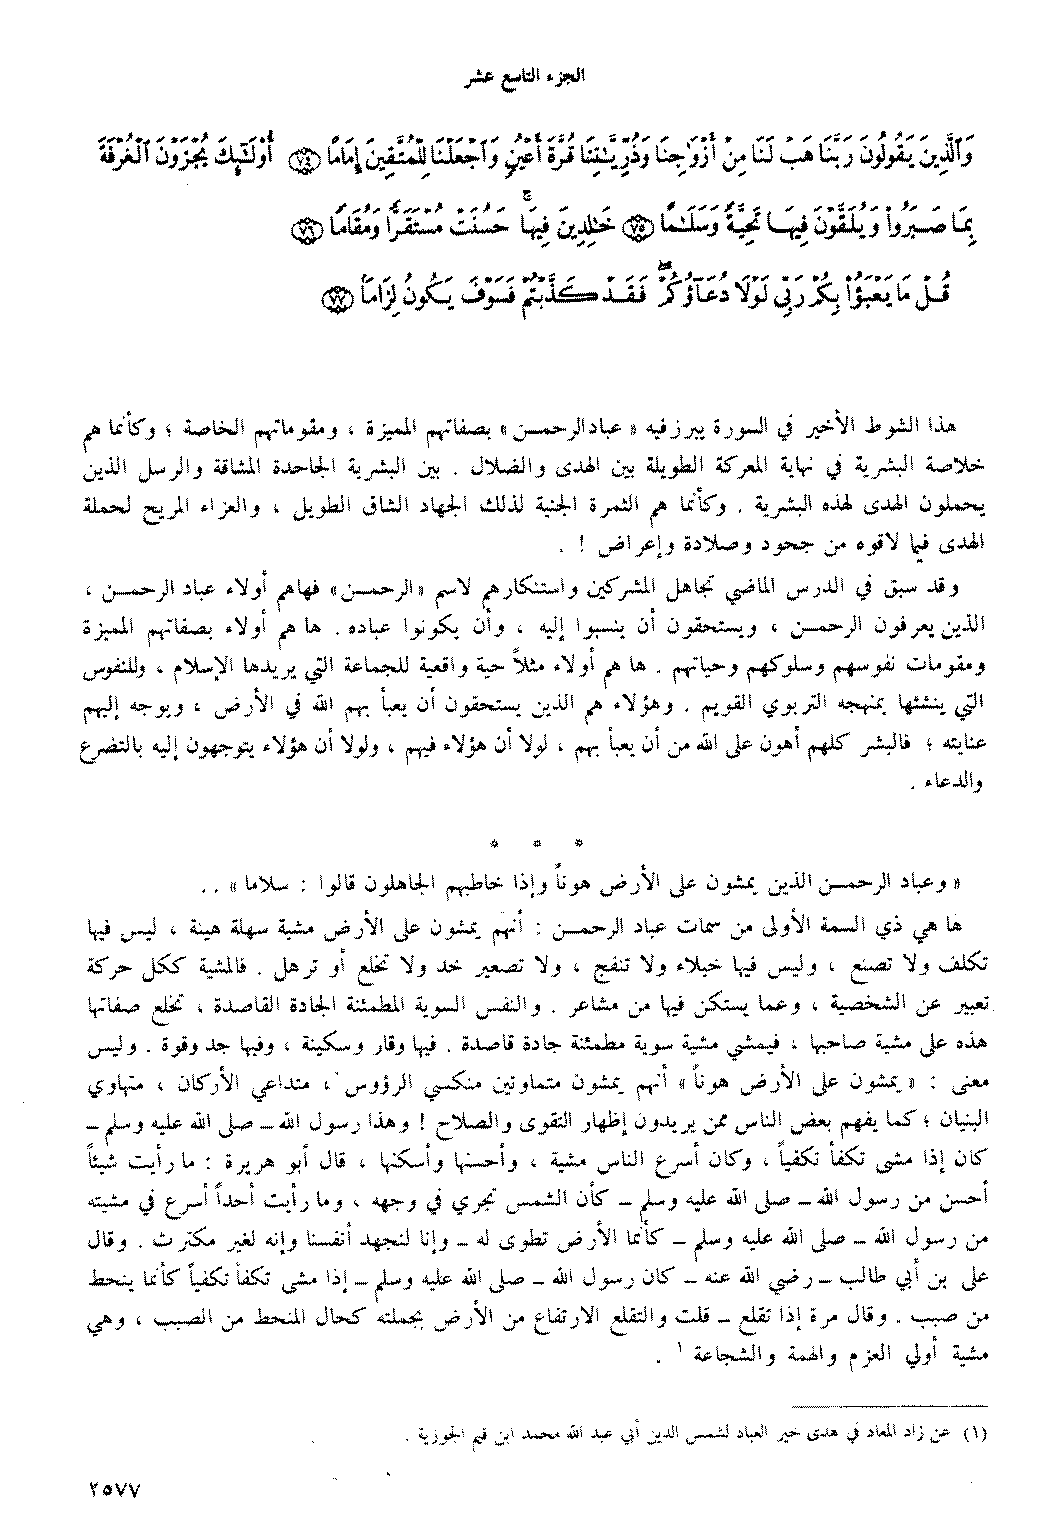 الجزء التاسع عشر
وَٱلَّذِينَ يَقُولُونَ رَبَّنَا هَبْ لَنَا مِنْ أَزْوَٰجِنَا وَذُرِّيَّـٰتِنَا قُرَّةَ أَعْيُنٍ وَٱجْعَلْنَا لِلْمُتَّقِينَ إِمَامًا ﴿٧٤﴾ أُوْلَـٰٓئِكَ يُجْزَوْنَ ٱلْغُرْفَةَ
بِمَا صَبَرُواْ وَيُلَقَّوْنَ فِيهَا تَحِيَّةً وَسَلَـٰمًا ﴿٧٥﴾ خَـٰلِدِينَ فِيهَا ۚ حَسُنَتْ مُسْتَقَرًّا وَمُقَامًا ﴿٧٦﴾
قُلْ مَا يَعْبَؤُاْ بِكُمْ رَبِّى لَوْلَا دُعَآؤُكُمْ ۖ فَقَدْ كَذَّبْتُمْ فَسَوْفَ يَكُونُ لِزَامًا ﴿٧٧﴾
هذا الشوط الأخير في السورة يبرز فيه « عباد الرحمـن » بصفاتهم المميزة ، ومقوماتهم الخاصة ؛ وكأنما هم
خلاصة البشرية في نهاية المعركة الطويلة بين الهدى والضلال . بين البشرية الجاحدة المشاقة والرسل الذين
يحملون الهدى لهذه البشرية . وكأنما هم الثمرة الجنية لذلك الجهاد الشاق الطويل ، والعزاء المريح لحملة
الهدى فيما لاقوه من جحود وصلادة وإعراض ! .
وقد سبق في الدرس الماضي تجاهل المشركين واستنكارهم لاسم «الرحمـن» فهاهم أولاء عباد الرحمـن ،
الذين يعرفون الرحمـن ، ويستحقون أن ينسبوا إليه ، وأن يكونوا عباده. ها هم أولاء بصفاتهم المميزة
ومقومات نفوسهم وسلوكهم وحياتهم . ها هم أولاء مثلاً حية واقعية للجماعة التي يريدها الإسلام ، وللنفوس
التي ينشئها بمنهجه التربوي القويم . وهؤلاء هم الذين يستحقون أن يعبأ بهم الله في الأرض ، ويوجه إليهم
عنايته ؛ فالبشر كلهم أهون على الله من أن يعبأ بهم ، لولا أن هؤلاء فيهم ، ولولا أن هؤلاء يتوجهون إليه بالتضرع
والدعاء .
* * *
« وعباد الرحمـن الذين يمشون على الأرض هوناً وإذا خاطبهم الجاهلون قالوا : سلاما » ..
ها هي ذي السمة الأولى من سمات عباد الرحمـن : أنهم يمشون على الأرض مشية سهلة هينة ، ليس فيها
تكلف ولا تصنع ، وليس فيها خيلاء ولا تنفج ، ولا تصعير خد ولا تخلع أو ترهل . فالمشية ككل حركة
تعبير عن الشخصية ، وعما يستكن فيها من مشاعر . والنفس السوية المطمئنة الجادة القاصدة ، تخلع صفاتها
هذه على مشية صاحبها ، فيمشي مشية سوية مطمئنة جادة قاصدة . فيها وقار وسكينة ، وفيها جد وقوة . وليس
معنى : « يمشون على الأرض هوناً » أنهم يمشون متماوتين منكسي الرؤوس ، متداعي الأركان ، متهاوي
البنيان ؛ كما يفهم بعض الناس ممن يريدون إظهار التقوى والصلاح ! وهذا رسول الله – صلى الله عليه وسلم –
كان إذا مشى تكفأ تكفياً ، وكان أسرع الناس مشية ، وأحسنها وأسكنها ، قال أبو هريرة : ما رأيت شيئاً
أحسن من رسول الله – صلى الله عليه وسلم – كأن الشمس تجري في وجهه ، وما رأيت أحداً أسرع في مشيته
من رسول الله – صلى الله عليه وسلم – كأنما الأرض تطوى له – وإنا لنجهد أنفسنا وإنه لغير مكترث . وقال
على بن أبي طالب – رضي الله عنه – كان رسول الله – صلى الله عليه وسلم – إذا مشى تكفأ تكفياً كأنما ينحط
من صبب . وقال مرة إذا تقلع – قلت والتقلع الارتفاع من الأرض بجملته كحال المنحط من الصبب ، وهي
مشية أولي العزم والهمة والشجاعة ١ .
(١) عن زاد المعاد في هدى خير العباد لشمس الدين أبي عبد الله محمد ابن قيم الجوزية .
٢٥٧٧